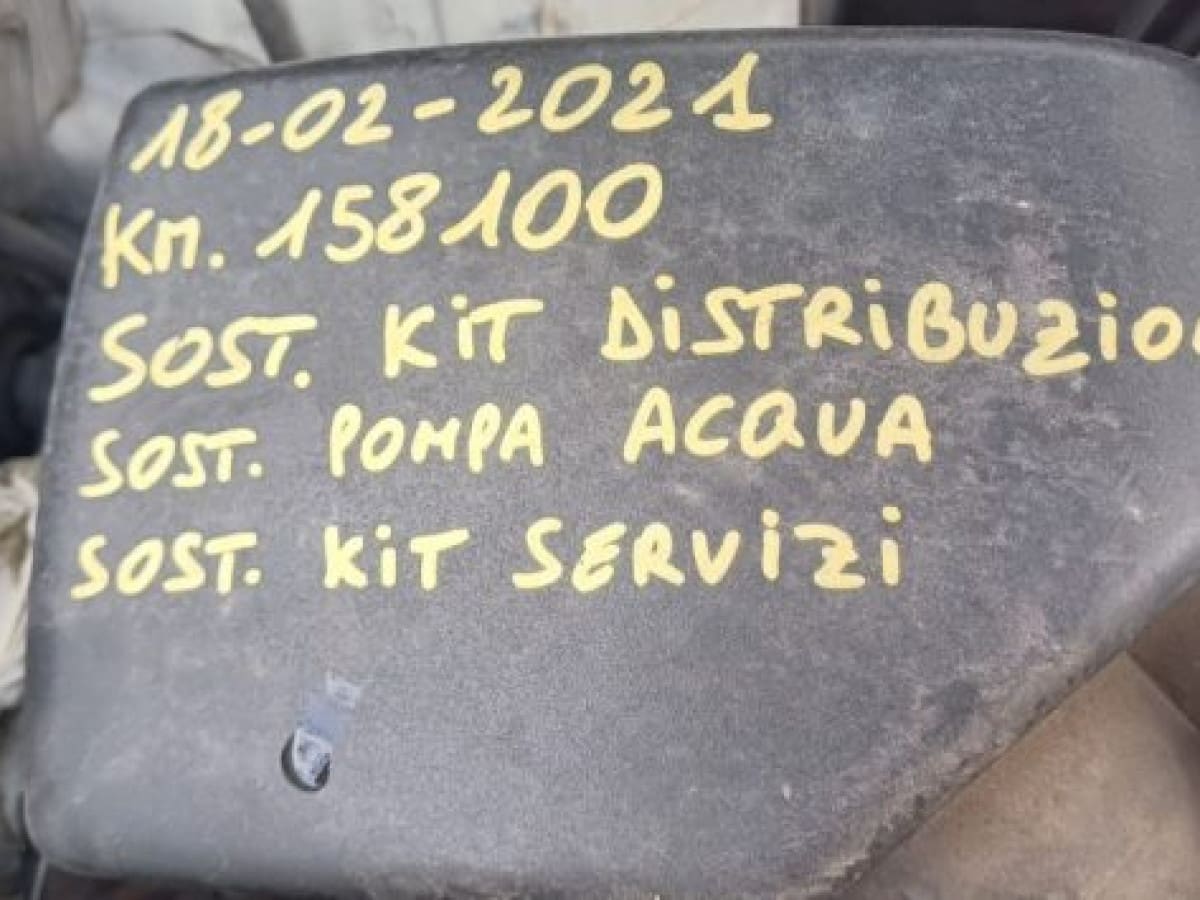 18-02-2021
Km. 158100
SOST. KiT DiSTRiBUZiO
SOST. POMPA ACQUA
SOST. KiT SERViZi